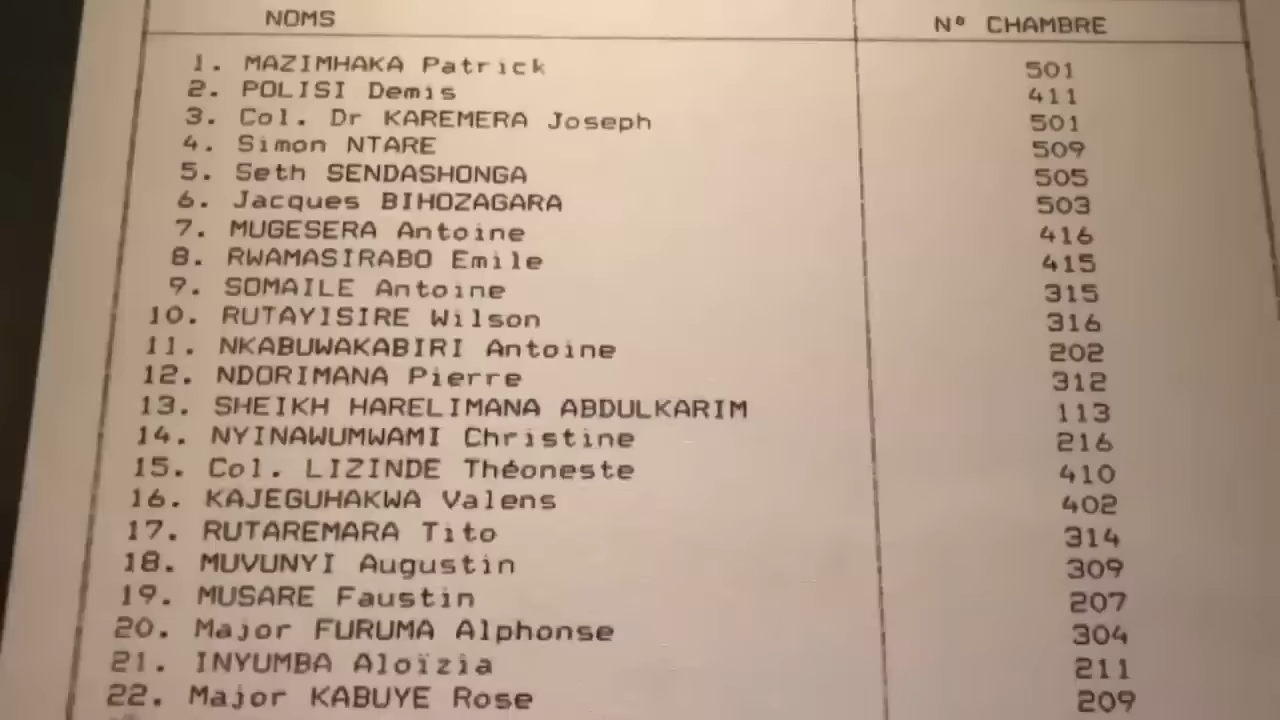 NOMS N° CHAMBRE
1. MAZIMHAKA Patrick 501
2. POLISI Demis 411
3. Col. Dr KAREMERA Joseph 501
4. Simon NTARE 509
5. Seth SENDASHONGA 505
6. Jacques BIHOZAGARA 503
7. MUGESERA Antoine 416
8. RWAMASIRABO Emile 415
9. SOMAILE Antoine 315
10. RUTAYISIRE Wilson 316
11. NKABUWAKABIRI Antoine 202
12. NDORIMANA Pierre 312
13. SHEIKH HARELIMANA ABDULKARIM 113
14. NYINAWUMWAMI Christine 216
15. Col. LIZINDE Théoneste 410
16. KAJEGUHAKWA Valens 402
17. RUTAREMARA Tito 314
18. MUVUNYI Augustin 309
19. MUSARE Faustin 207
20. Major FURUMA Alphonse 304
21. INYUMBA Aloïzia 211
22. Major KABUYE Rose 209